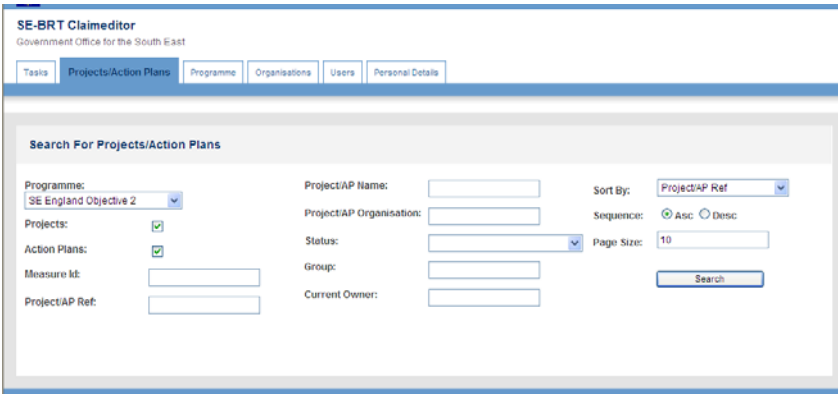 SE-BRT Claimeditor
Government Office for the South East
Tasks Projects/Action Plans Programme Organisations Users Personal Details
Search For Projects/Action Plans
Programme:
SE England Objective 2
Projects:
Action Plans:
Measure Id:
Project/AP Ref:
Project/AP Name:
Project/AP Organisation:
Status:
Group:
Current Owner:
Sort By: Project/AP Ref
Sequence: Asc Desc
Page Size: 10
Search